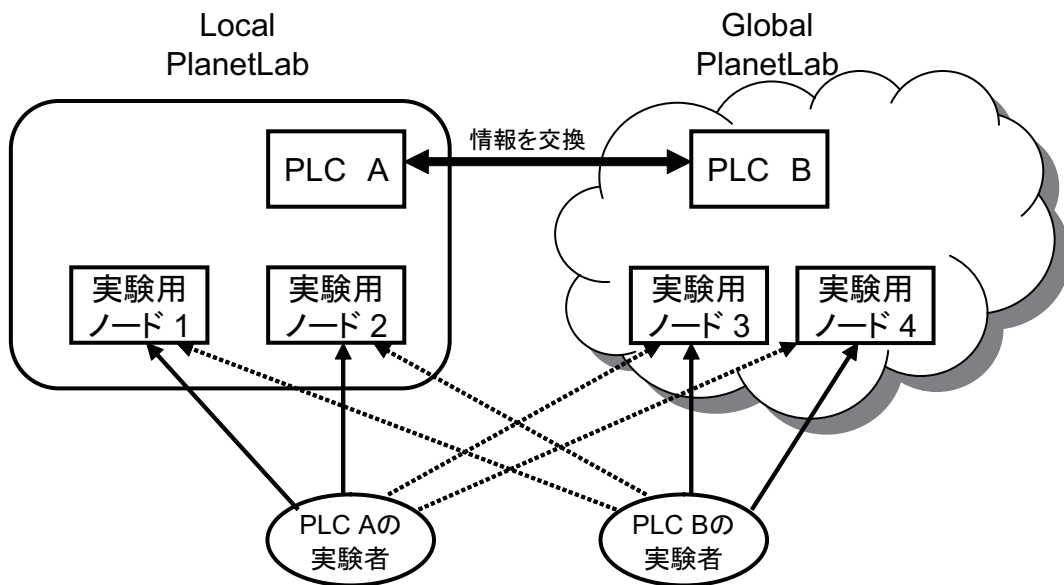 Local
PlanetLab
Global
PlanetLab
PLC A
情報を交換
PLC B
実験用
ノード 1
実験用
ノード 2
実験用
ノード 3
実験用
ノード 4
PLC Aの
実験者
PLC Bの
実験者